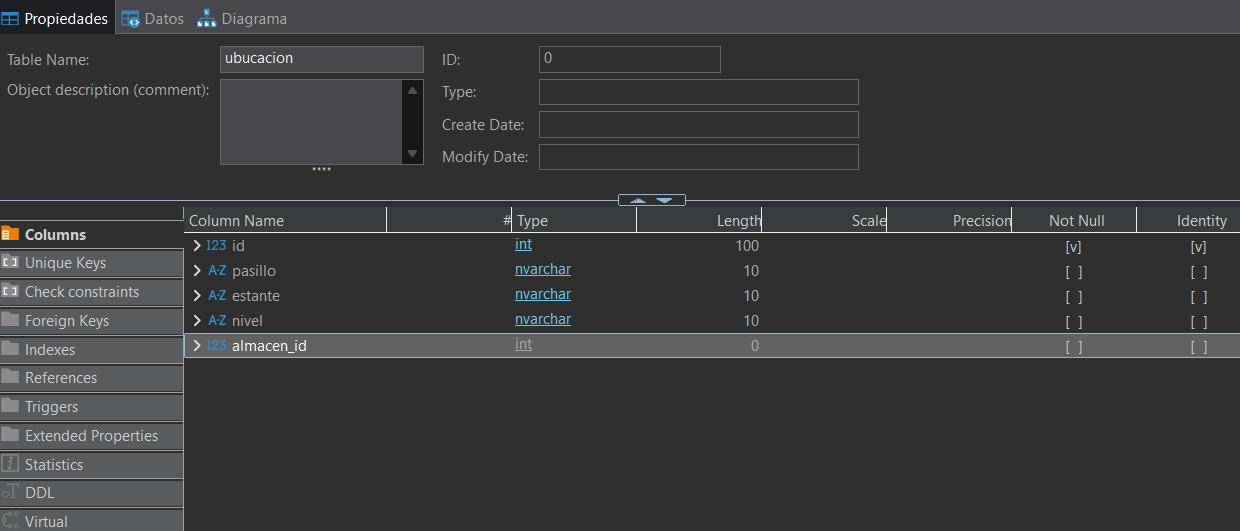 Propiedades Datos Diagrama
Table Name: ubucacion ID: 0
Object description (comment): Type:
Create Date:
Modify Date:
Column Name # Type Length Scale Precision Not Null Identity
Columns
123 id int 100 [v] [v]
Unique Keys
A-Z pasillo nvarchar 10 [ ] [ ]
Check constraints
A-Z estante nvarchar 10 [ ] [ ]
Foreign Keys
A-Z nivel nvarchar 10 [ ] [ ]
Indexes
123 almacen_id int 0 [ ] [ ]
References
Triggers
Extended Properties
Statistics
DDL
Virtual